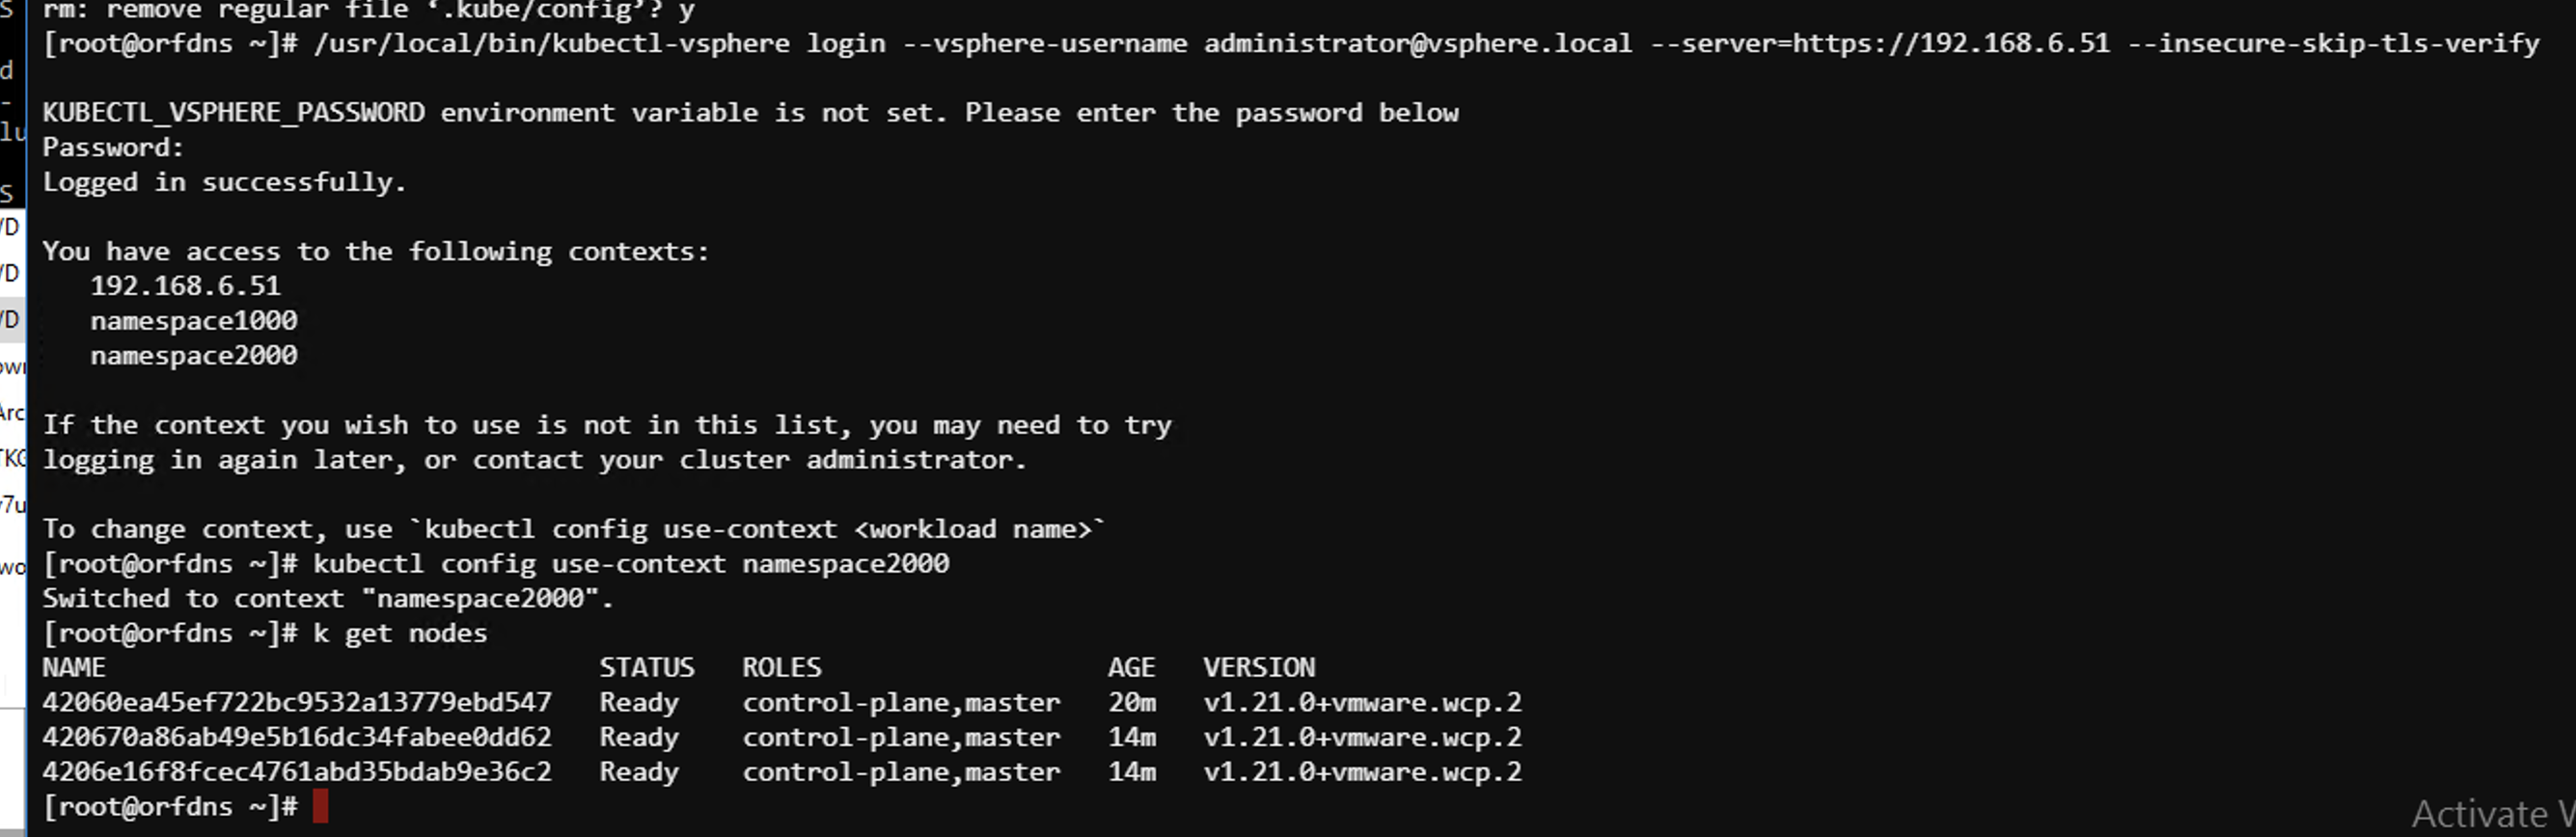 rm: remove regular file ‘.kube/config’? y
[root@orfdns ~]# /usr/local/bin/kubectl-vsphere login --vsphere-username administrator@vsphere.local --server=https://192.168.6.51 --insecure-skip-tls-verify
KUBECTL_VSPHERE_PASSWORD environment variable is not set. Please enter the password below
Password:
Logged in successfully.
You have access to the following contexts:
192.168.6.51
namespace1000
namespace2000
If the context you wish to use is not in this list, you may need to try
logging in again later, or contact your cluster administrator.
To change context, use `kubectl config use-context <workload name>`
[root@orfdns ~]# kubectl config use-context namespace2000
Switched to context "namespace2000".
[root@orfdns ~]# k get nodes
NAME STATUS ROLES AGE VERSION
42060ea45ef722bc9532a13779ebd547 Ready control-plane,master 20m v1.21.0+vmware.wcp.2
420670a86ab49e5b16dc34fabee0dd62 Ready control-plane,master 14m v1.21.0+vmware.wcp.2
4206e16f8fcec4761abd35bdab9e36c2 Ready control-plane,master 14m v1.21.0+vmware.wcp.2
[root@orfdns ~]#
Activate